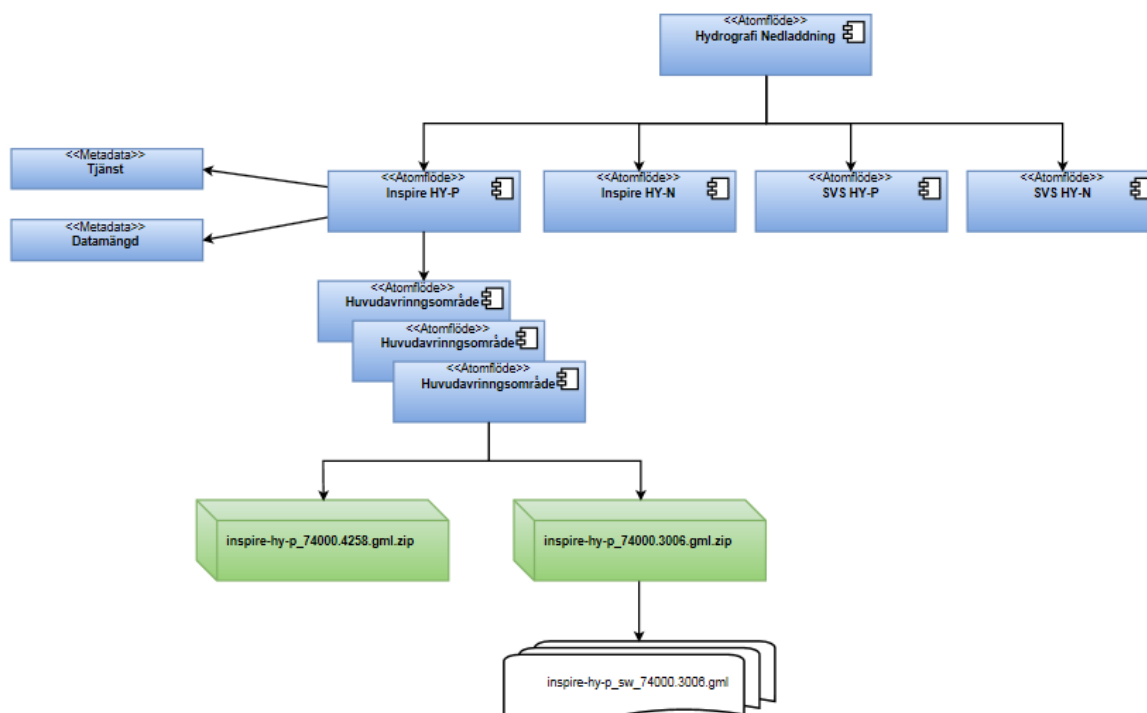 <<Atomflöde>>
Hydrografi Nedladdning
<<Metadata>>
Tjänst
<<Metadata>>
Datamängd
<<Atomflöde>>
Inspire HY-P
<<Atomflöde>>
Inspire HY-N
<<Atomflöde>>
SVS HY-P
<<Atomflöde>>
SVS HY-N
<<Atomflöde>>
Huvudavrinngsområde
<<Atomflöde>>
Huvudavrinngsområde
<<Atomflöde>>
Huvudavrinngsområde
inspire-hy-p_74000.4258.gml.zip
inspire-hy-p_74000.3006.gml.zip
inspire-hy-p_sw_74000.3006.gml